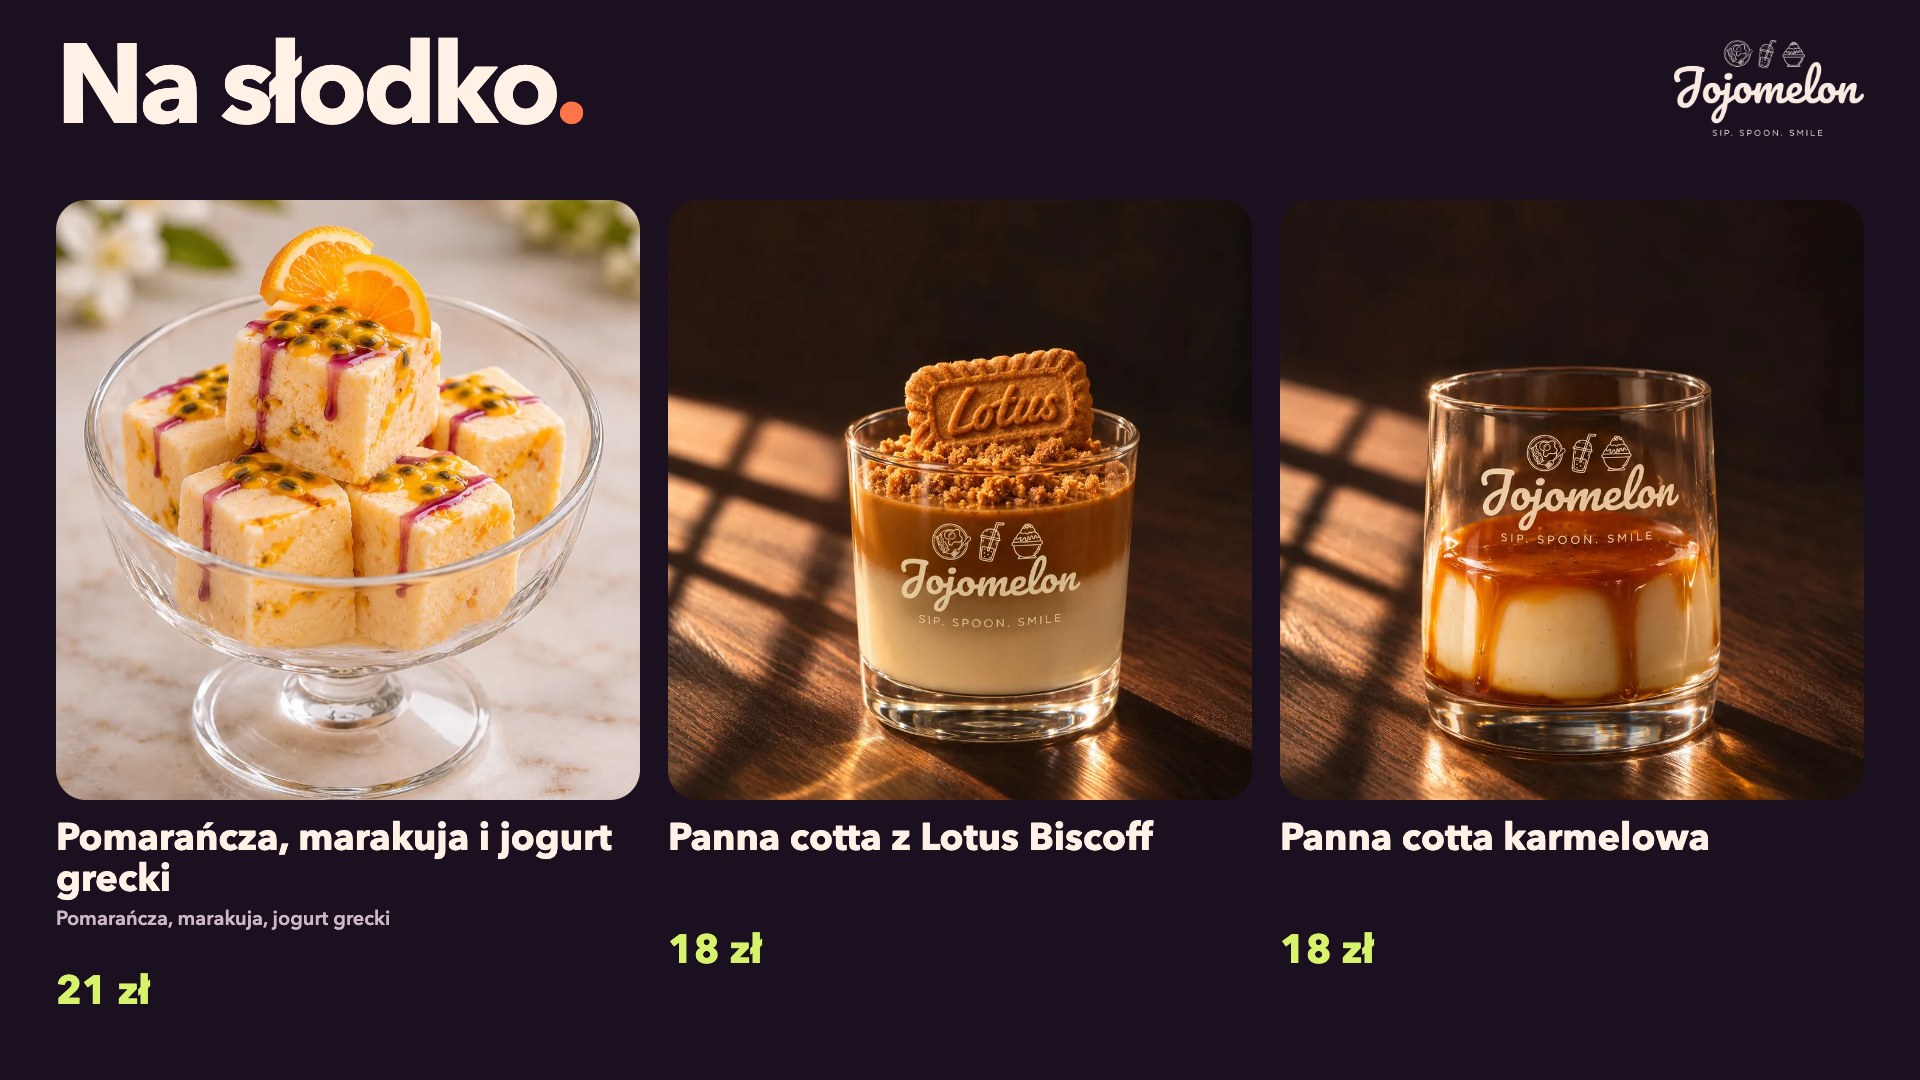 Na słodko.
Jojomelon
SIP. SPOON. SMILE
Lotus
Jojomelon
SIP. SPOON. SMILE
Jojomelon
SIP. SPOON. SMILE
Pomarańcza, marakuja i jogurt
grecki
Pomarańcza, marakuja, jogurt grecki
21 zł
Panna cotta z Lotus Biscoff
18 zł
Panna cotta karmelowa
18 zł